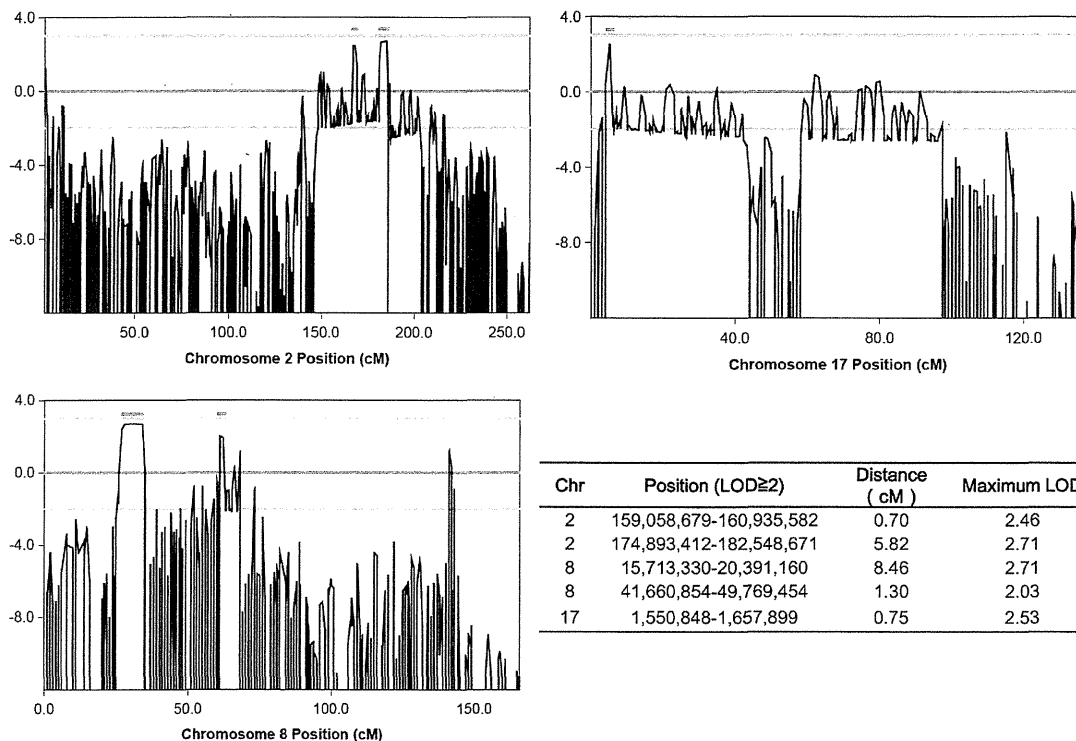 4.0
0.0
-4.0
-8.0
50.0 100.0 150.0 200.0 250.0
Chromosome 2 Position (cM)
4.0
0.0
-4.0
-8.0
40.0 80.0 120.0
Chromosome 17 Position (cM)
4.0
0.0
-4.0
-8.0
0.0 50.0 100.0 150.0
Chromosome 8 Position (cM)
Chr Position (LOD≧2) Distance ( cM ) Maximum LOD
2 159,058,679-160,935,582 0.70 2.46
2 174,893,412-182,548,671 5.82 2.71
8 15,713,330-20,391,160 8.46 2.71
8 41,660,854-49,769,454 1.30 2.03
17 1,550,848-1,657,899 0.75 2.53